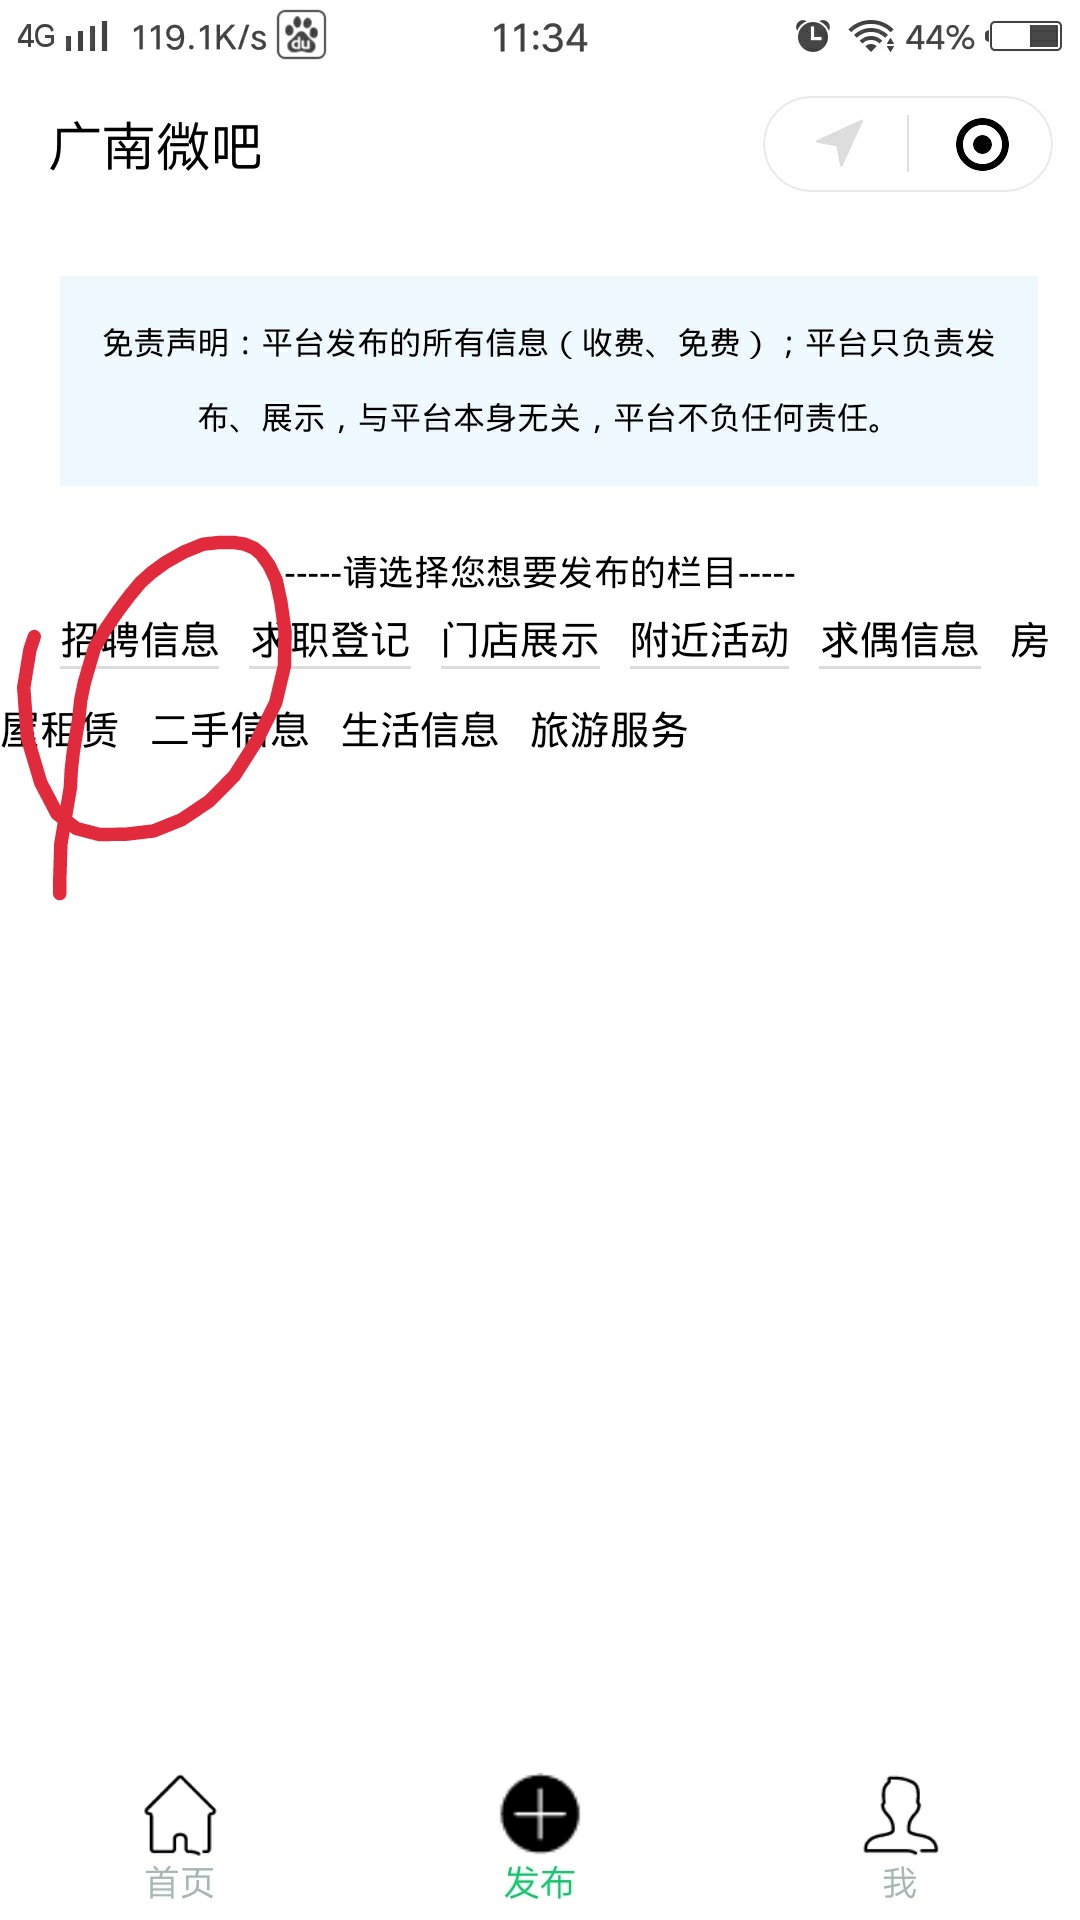 4G 119.1K/s du 11:34 44%
广南微吧
免责声明：平台发布的所有信息（收费、免费）；平台只负责发
布、展示，与平台本身无关，平台不负任何责任。
-----请选择您想要发布的栏目-----
招聘信息 求职登记 门店展示 附近活动 求偶信息 房
屋租赁 二手信息 生活信息 旅游服务
首页 发布 我